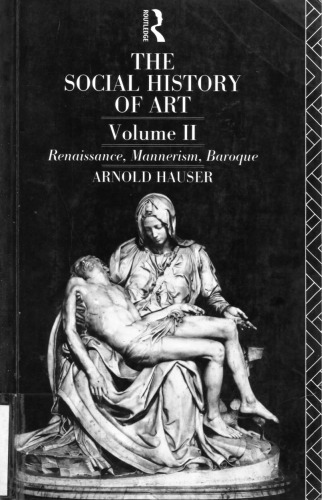 ROUTLEDGE
THE
SOCIAL HISTORY
OF ART
Volume II
Renaissance, Mannerism, Baroque
ARNOLD HAUSER